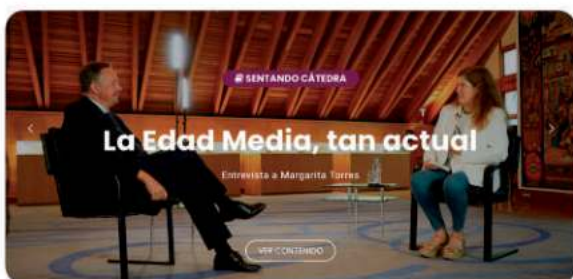 SENTANDO CÁTEDRA
La Edad Media, tan actual
Entrevista a Margarita Torres
VER CONTENIDO